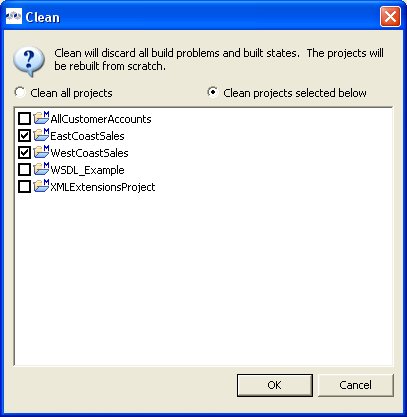 Clean
Clean will discard all build problems and built states. The projects will
be rebuilt from scratch.
Clean all projects
Clean projects selected below
AllCustomerAccounts
EastCoastSales
WestCoastSales
WSDL_Example
XMLExtensionsProject
OK
Cancel